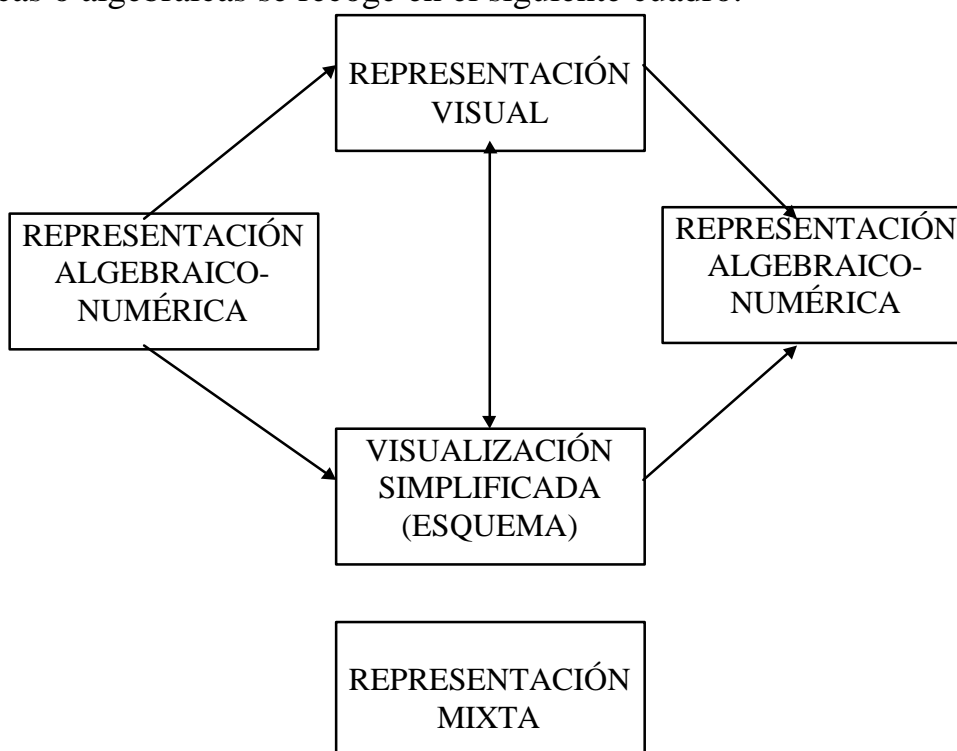 o algebraicas se recoge en el siguiente cuadro:
REPRESENTACIÓN
VISUAL
REPRESENTACIÓN
ALGEBRAICO-
NUMÉRICA
REPRESENTACIÓN
ALGEBRAICO-
NUMÉRICA
VISUALIZACIÓN
SIMPLIFICADA
(ESQUEMA)
REPRESENTACIÓN
MIXTA